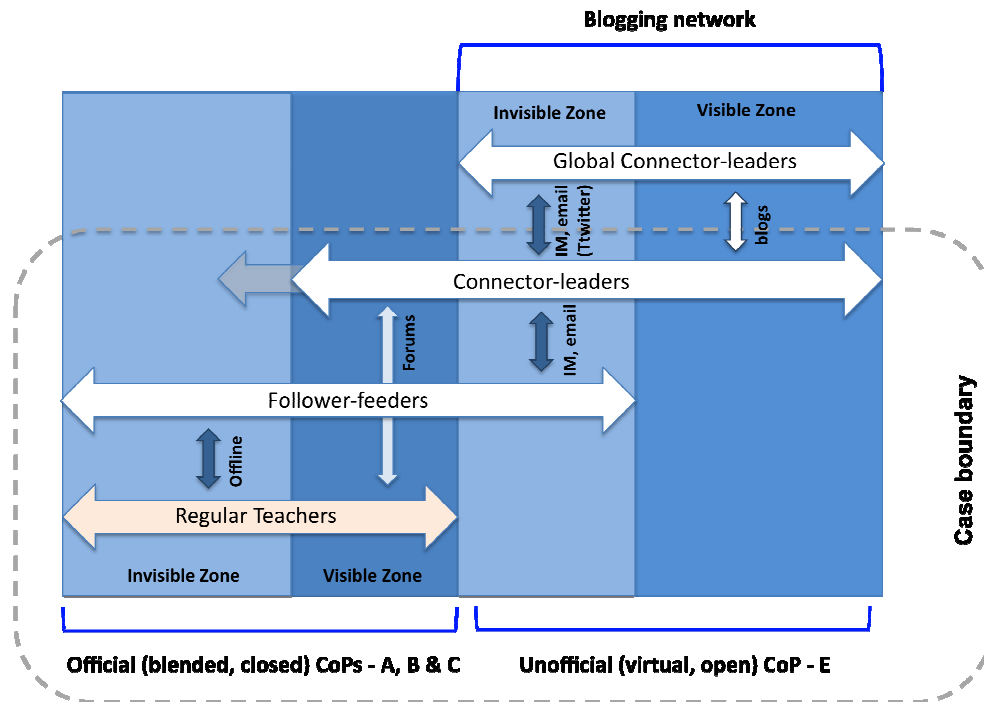 Blogging network
Invisible Zone
Visible Zone
Global Connector-leaders
IM, email
(Ttwitter)
blogs
Connector-leaders
Forums
IM, email
Follower-feeders
Offline
Regular Teachers
Invisible Zone
Visible Zone
Case boundary
Official (blended, closed) CoPs - A, B & C
Unofficial (virtual, open) CoP - E